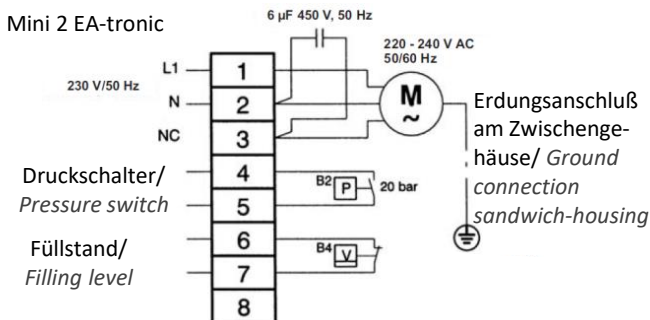 Mini 2 EA-tronic
6 µF 450 V, 50 Hz
220 - 240 V AC
50/60 Hz
L1
230 V/50 Hz
N
NC
1
2
3
4
5
6
7
8
M
~
Erdungsanschluß
am Zwischenge-
häuse/ Ground
connection
sandwich-housing
Druckschalter/
Pressure switch
B2
P
20 bar
Füllstand/
Filling level
B4
V